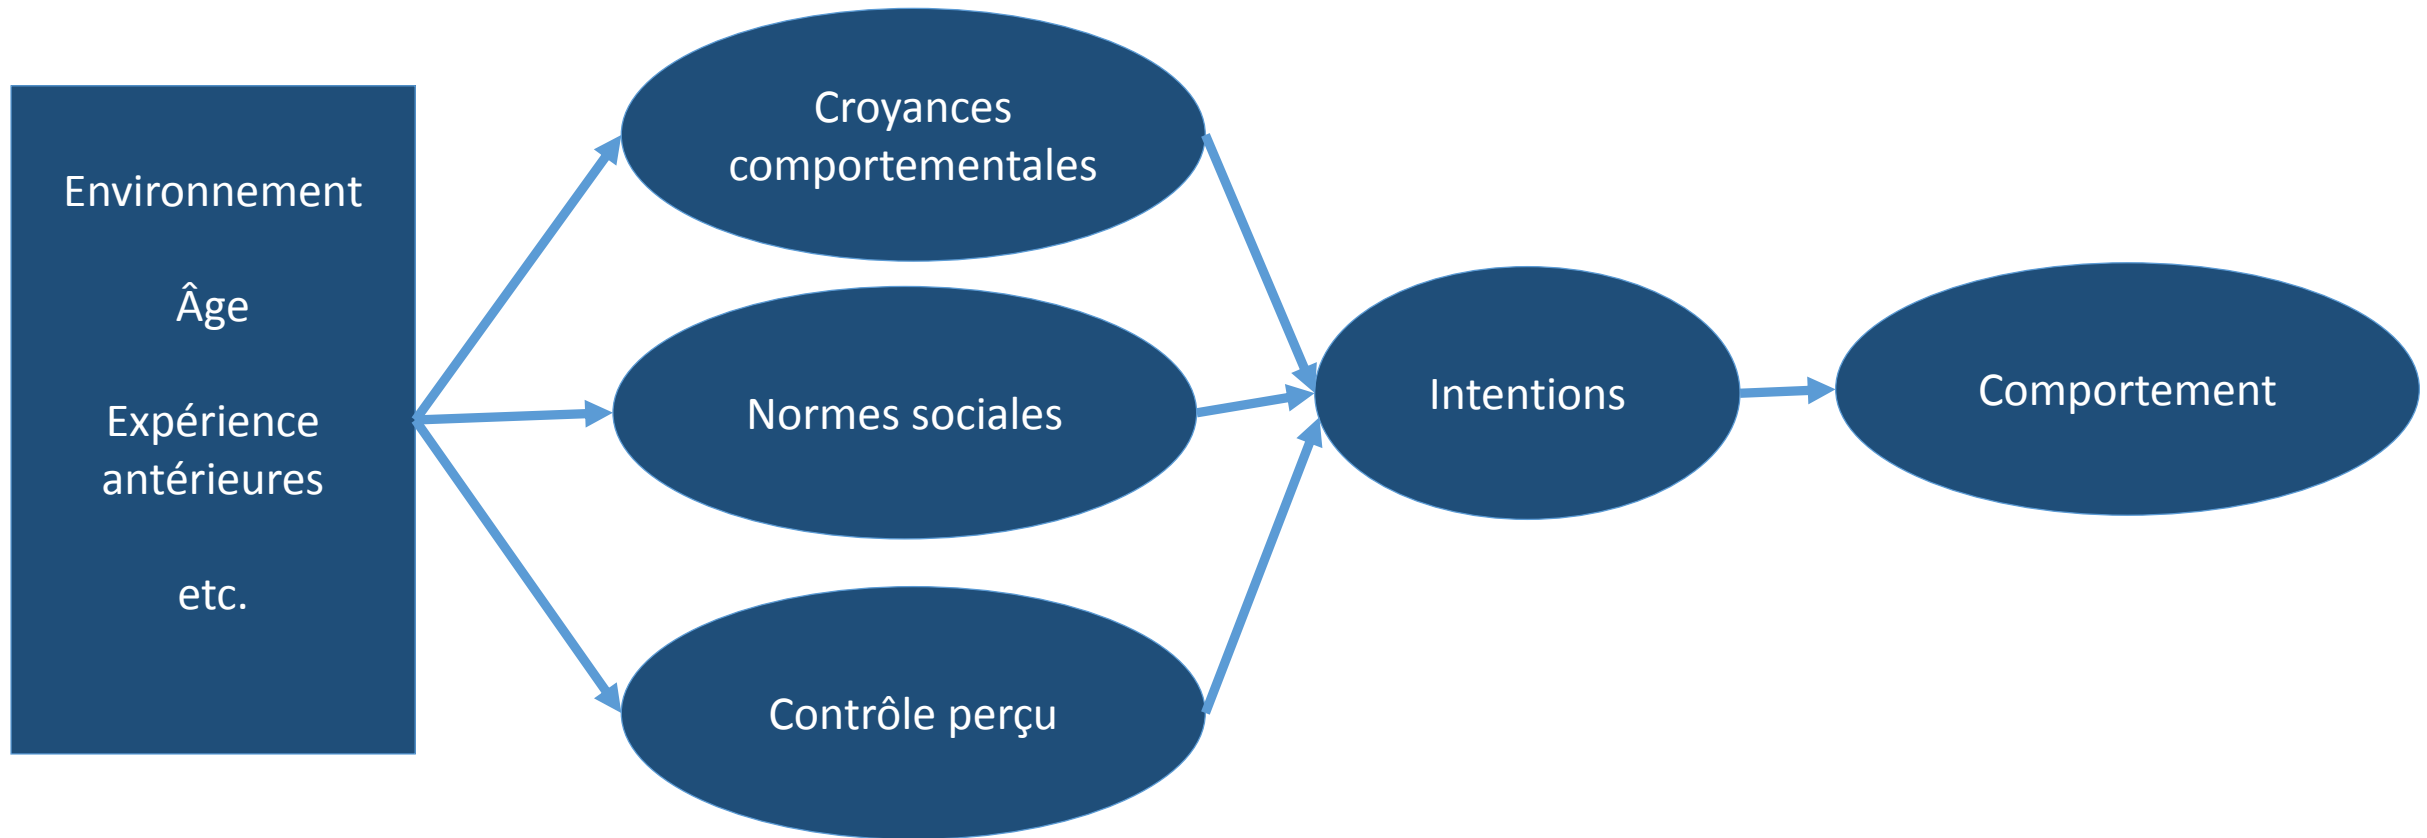 Environnement
Âge
Expérience
antérieures
etc.
Croyances
comportementales
Normes sociales
Contrôle perçu
Intentions
Comportement